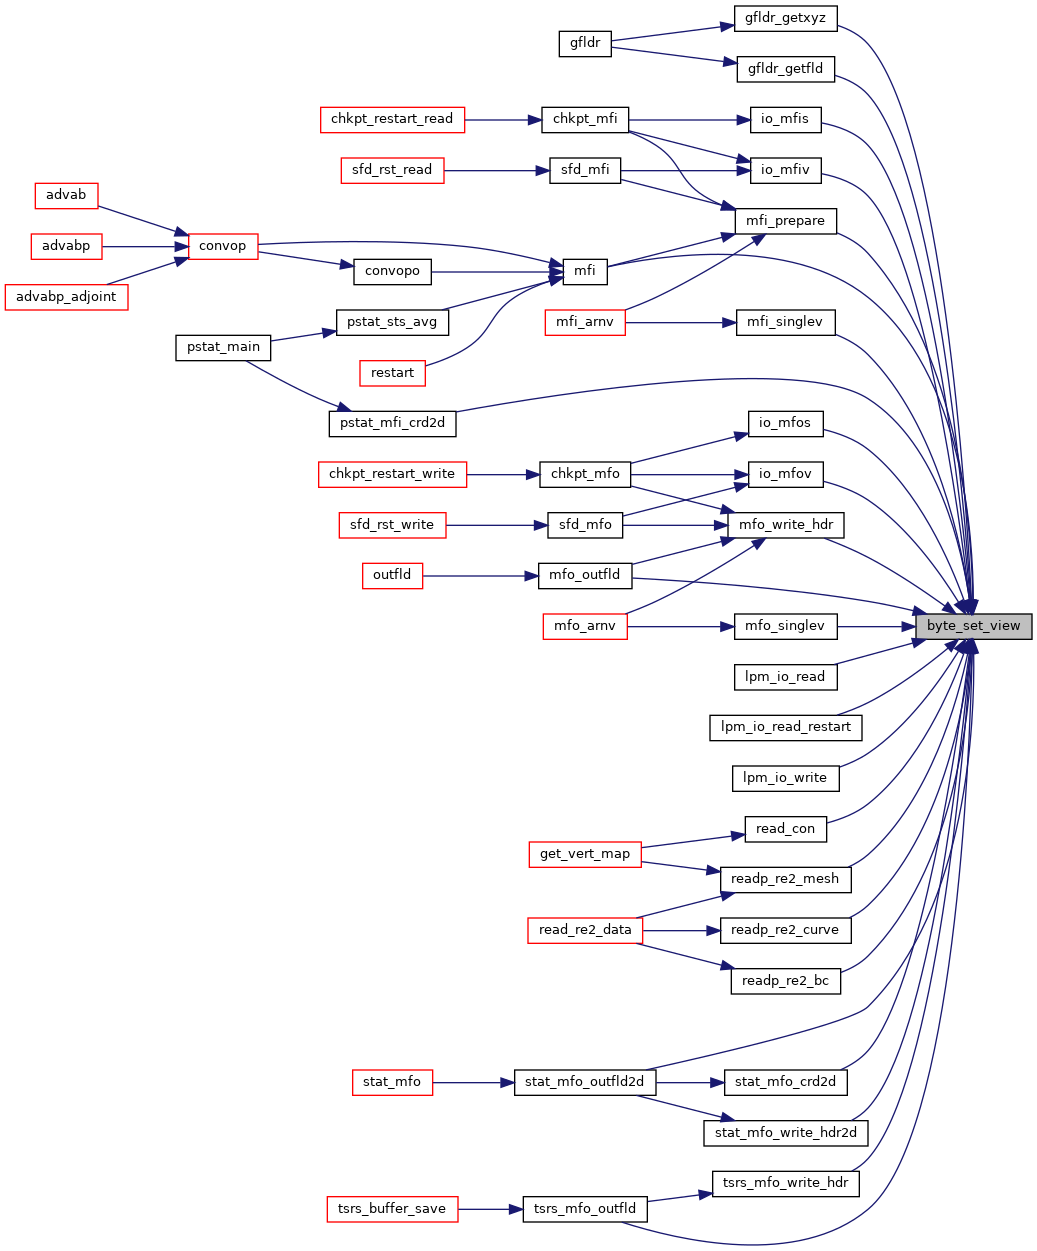 gfldr_getxyz
gfldr
gfldr_getfld
chkpt_restart_read
chkpt_mfi
io_mfis
sfd_rst_read
sfd_mfi
io_mfiv
advab
mfi_prepare
advabp
convop
convopo
mfi
advabp_adjoint
pstat_sts_avg
mfi_arnv
mfi_singlev
pstat_main
restart
pstat_mfi_crd2d
io_mfos
chkpt_restart_write
chkpt_mfo
io_mfov
sfd_rst_write
sfd_mfo
mfo_write_hdr
outfld
mfo_outfld
mfo_arnv
mfo_singlev
byte_set_view
lpm_io_read
lpm_io_read_restart
lpm_io_write
read_con
get_vert_map
readp_re2_mesh
read_re2_data
readp_re2_curve
readp_re2_bc
stat_mfo
stat_mfo_outfld2d
stat_mfo_crd2d
stat_mfo_write_hdr2d
tsrs_mfo_write_hdr
tsrs_buffer_save
tsrs_mfo_outfld